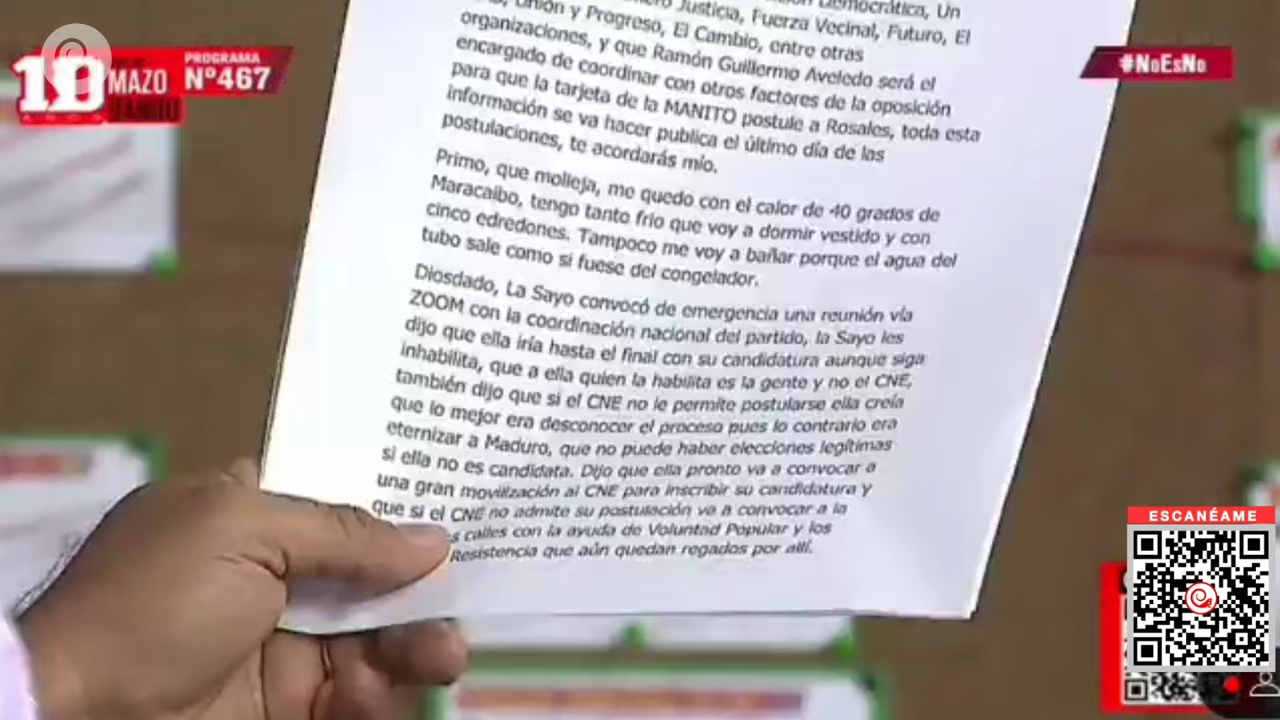 10
AÑOS
MAZO
DANDO
PROGRAMA
Nº467
#NoEsNo
Democrática, Un
Justicia, Fuerza Vecinal, Futuro, El
Unión y Progreso, El Cambio, entre otras
organizaciones, y que Ramón Guillermo Aveledo será el
encargado de coordinar con otros factores de la oposición
para que la tarjeta de la MANITO postule a Rosales, toda esta
información se va hacer publica el último día de las
postulaciones, te acordarás mío.
Primo, que molleja, me quedo con el calor de 40 grados de
Maracaibo, tengo tanto frio que voy a dormir vestido y con
cinco edredones. Tampoco me voy a bañar porque el agua del
tubo sale como si fuese del congelador.
Diosdado, La Sayo convocó de emergencia una reunión vía
ZOOM con la coordinación nacional del partido, la Sayo les
dijo que ella iría hasta el final con su candidatura aunque siga
inhabilita, que a ella quien la habilita es la gente y no el CNE,
también dijo que si el CNE no le permite postularse ella creía
que lo mejor era desconocer el proceso pues lo contrario era
eternizar a Maduro, que no puede haber elecciones legítimas
si ella no es candidata. Dijo que ella pronto va a convocar a
una gran movilización al CNE para inscribir su candidatura y
que si el CNE no admite su postulación va a convocar a la
calles con la ayuda de Voluntad Popular y los
Resistencia que aún quedan regados por allí.
ESCANÉAME